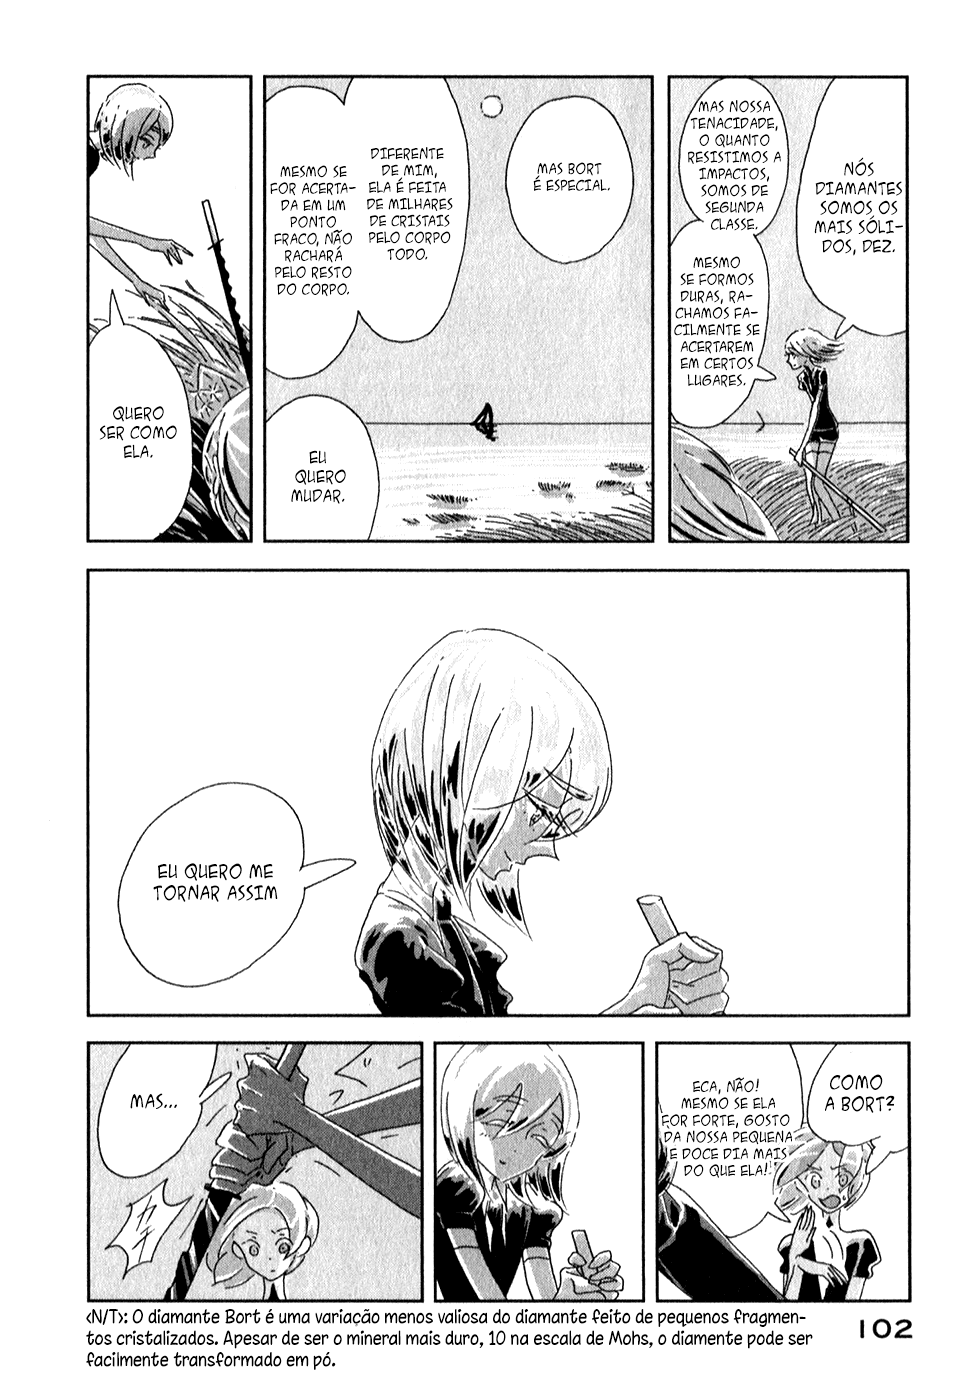 NÓS
DIAMANTES
SOMOS OS
MAIS SÓLI-
DOS, DEZ.
MAS NOSSA
TENACIDADE,
O QUANTO
RESISTIMOS A
IMPACTOS,
SOMOS DE
SEGUNDA
CLASSE.
MESMO
SE FORMOS
DURAS, RA-
CHAMOS FA-
CILMENTE SE
ACERTAREM
EM CERTOS
LUGARES.
MAS BORT
É ESPECIAL.
DIFERENTE
DE MIM,
ELA É FEITA
DE MILHARES
DE CRISTAIS
PELO CORPO
TODO.
MESMO SE
FOR ACERTA-
DA EM UM
PONTO
FRACO, NÃO
RACHARÁ
PELO RESTO
DO CORPO.
EU
QUERO
MUDAR.
QUERO
SER COMO
ELA.
EU QUERO ME
TORNAR ASSIM
COMO
A BORT?
ECA, NÃO!
MESMO SE ELA
FOR FORTE, GOSTO
DA NOSSA PEQUENA
E DOCE DIA MAIS
DO QUE ELA!
MAS...
<N/T>: O diamante Bort é uma variação menos valiosa do diamante feito de pequenos fragmen-
tos cristalizados. Apesar de ser o mineral mais duro, 10 na escala de Mohs, o diamente pode ser
facilmente transformado em pó.
102